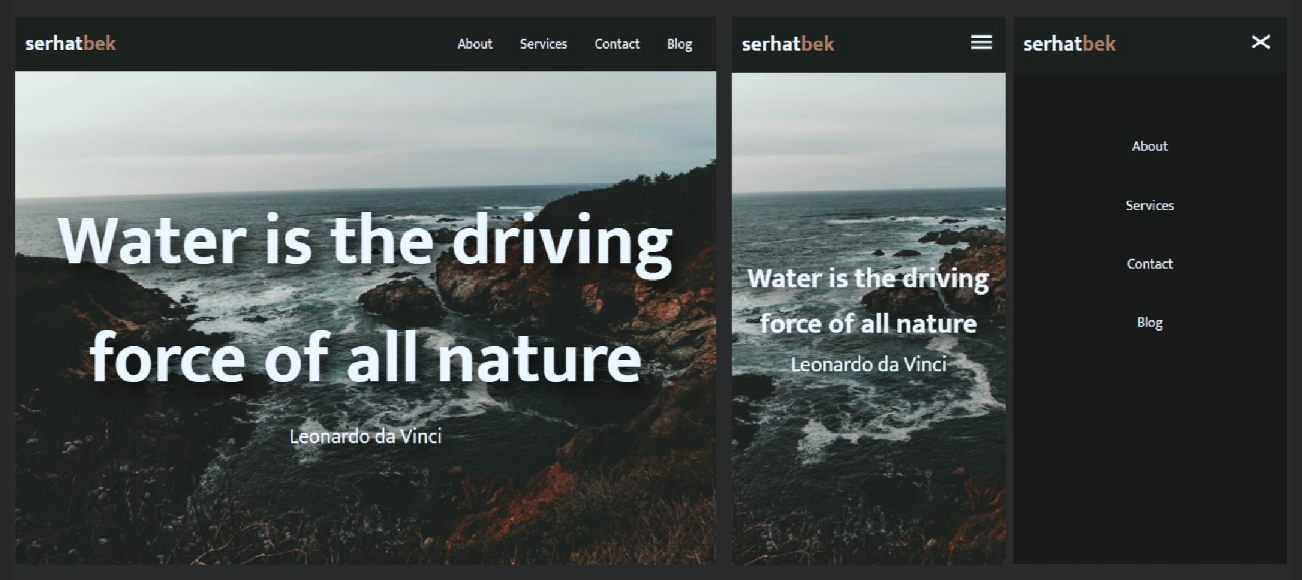 serhatbek
About Services Contact Blog
Water is the driving
force of all nature
Leonardo da Vinci
serhatbek
Water is the driving
force of all nature
Leonardo da Vinci
serhatbek
About
Services
Contact
Blog